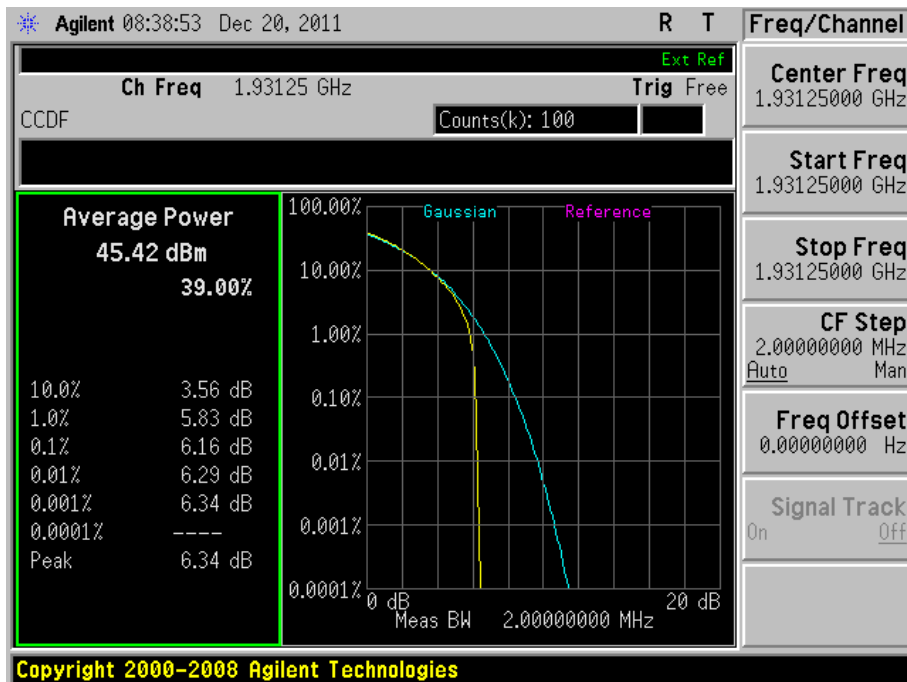 Agilent 08:38:53 Dec 20, 2011 R T
Ext Ref
Ch Freq 1.93125 GHz Trig Free
CCDF
Counts(k): 100
Average Power
45.42 dBm
39.00%
10.0% 3.56 dB
1.0% 5.83 dB
0.1% 6.16 dB
0.01% 6.29 dB
0.001% 6.34 dB
0.0001% ----
Peak 6.34 dB
Gaussian Reference
100.00%
10.00%
1.00%
0.10%
0.01%
0.001%
0.0001%
0 dB 20 dB
Meas BW 2.00000000 MHz
Freq/Channel
Center Freq
1.93125000 GHz
Start Freq
1.93125000 GHz
Stop Freq
1.93125000 GHz
CF Step
2.00000000 MHz
Auto Man
Freq Offset
0.00000000 Hz
Signal Track
On Off
Copyright 2000-2008 Agilent Technologies